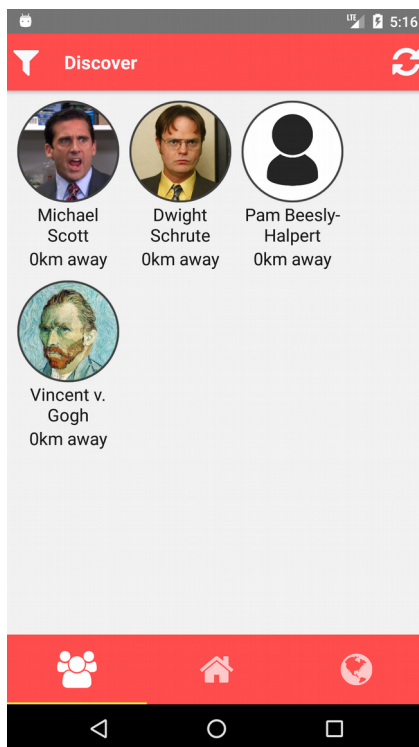 LTE 5:16
Discover
Michael
Scott
0km away
Dwight
Schrute
0km away
Pam Beesly-
Halpert
0km away
Vincent v.
Gogh
0km away